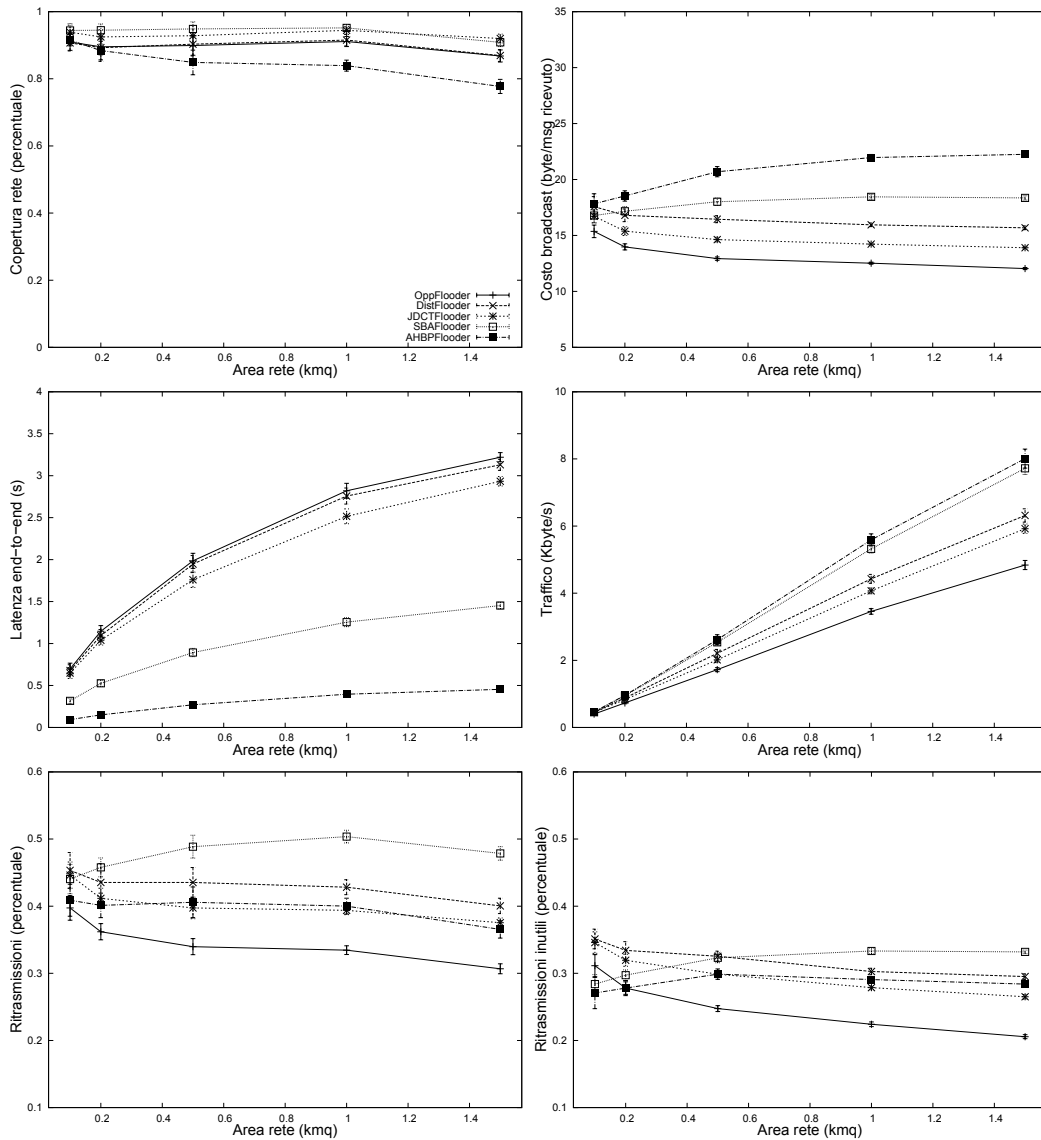 1
0.8
0.6
0.4
0.2
0
Copertura rete (percentuale)
OppFlooder
DistFlooder
JDCTFlooder
SBAFlooder
AHBPFlooder
0.2 0.4 0.6 0.8 1 1.2 1.4
Area rete (kmq)
35
30
25
20
15
10
5
Costo broadcast (byte/msg ricevuto)
0.2 0.4 0.6 0.8 1 1.2 1.4
Area rete (kmq)
4
3.5
3
2.5
2
1.5
1
0.5
0
Latenza end−to−end (s)
0.2 0.4 0.6 0.8 1 1.2 1.4
Area rete (kmq)
10
8
6
4
2
0
Traffico (Kbyte/s)
0.2 0.4 0.6 0.8 1 1.2 1.4
Area rete (kmq)
0.6
0.5
0.4
0.3
0.2
0.1
Ritrasmissioni (percentuale)
0.2 0.4 0.6 0.8 1 1.2 1.4
Area rete (kmq)
0.6
0.5
0.4
0.3
0.2
0.1
Ritrasmissioni inutili (percentuale)
0.2 0.4 0.6 0.8 1 1.2 1.4
Area rete (kmq)